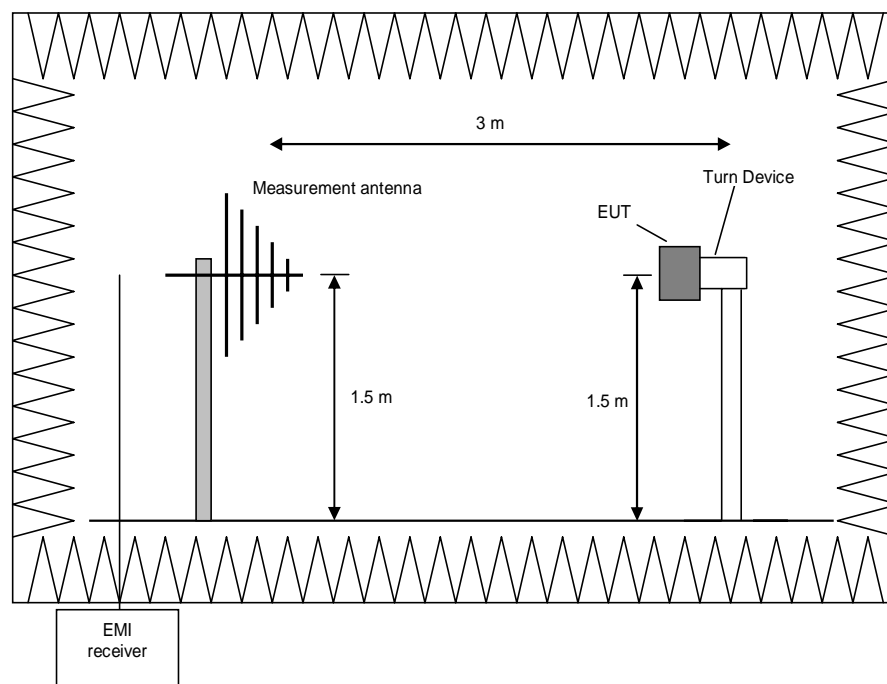 3 m
Measurement antenna
Turn Device
EUT
1.5 m
1.5 m
EMI
receiver